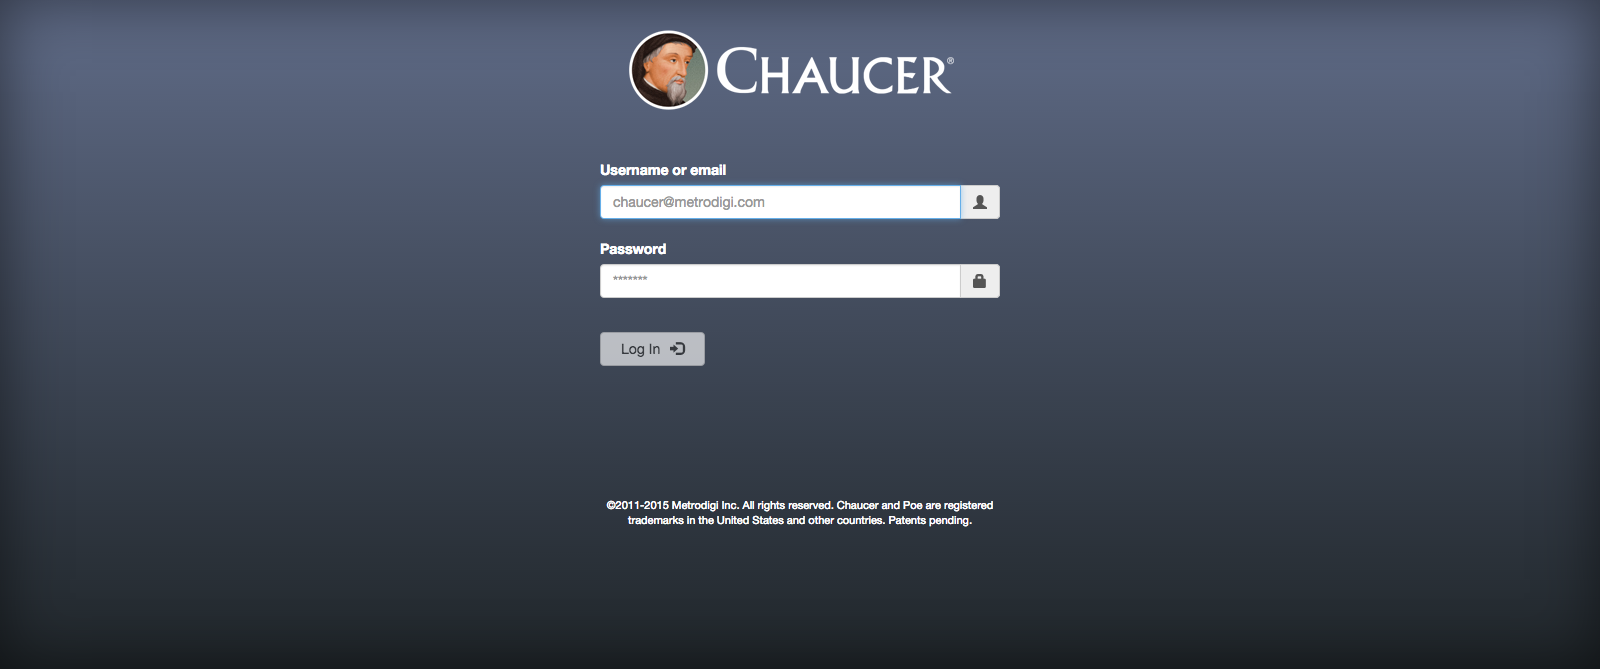 CHAUCER®
Username or email
chaucer@metrodigi.com
Password
*******
Log In
©2011-2015 Metrodigi Inc. All rights reserved. Chaucer and Poe are registered
trademarks in the United States and other countries. Patents pending.